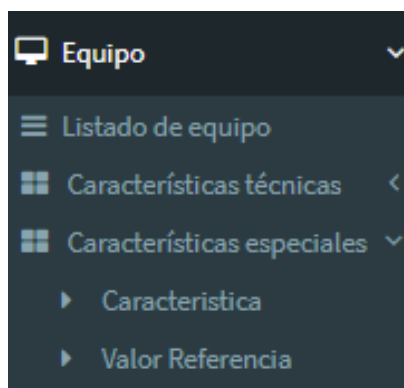 Equipo
Listado de equipo
Características técnicas
Características especiales
Caracteristica
Valor Referencia